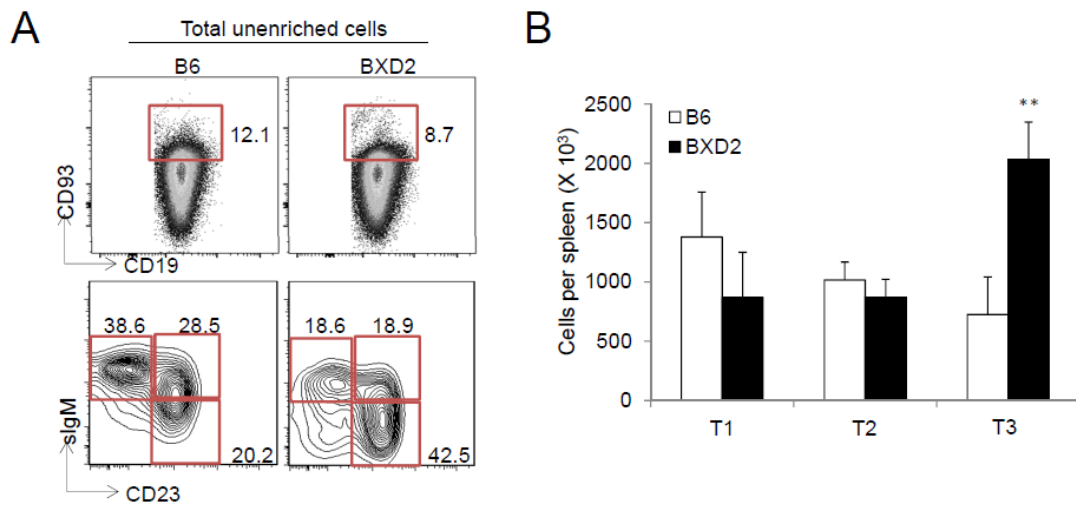 A
B
Total unenriched cells
B6
BXD2
12.1
8.7
CD93
CD19
38.6
28.5
18.6
18.9
20.2
42.5
sIgM
CD23
2500
2000
1500
1000
500
0
Cells per spleen (X 10³)
B6
BXD2
**
T1
T2
T3